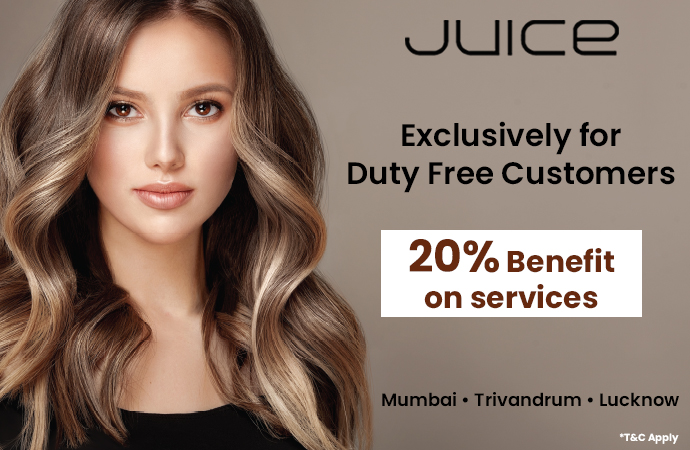 JUICE
Exclusively for
Duty Free Customers
20% Benefit
on services
Mumbai • Trivandrum • Lucknow
*T&C Apply